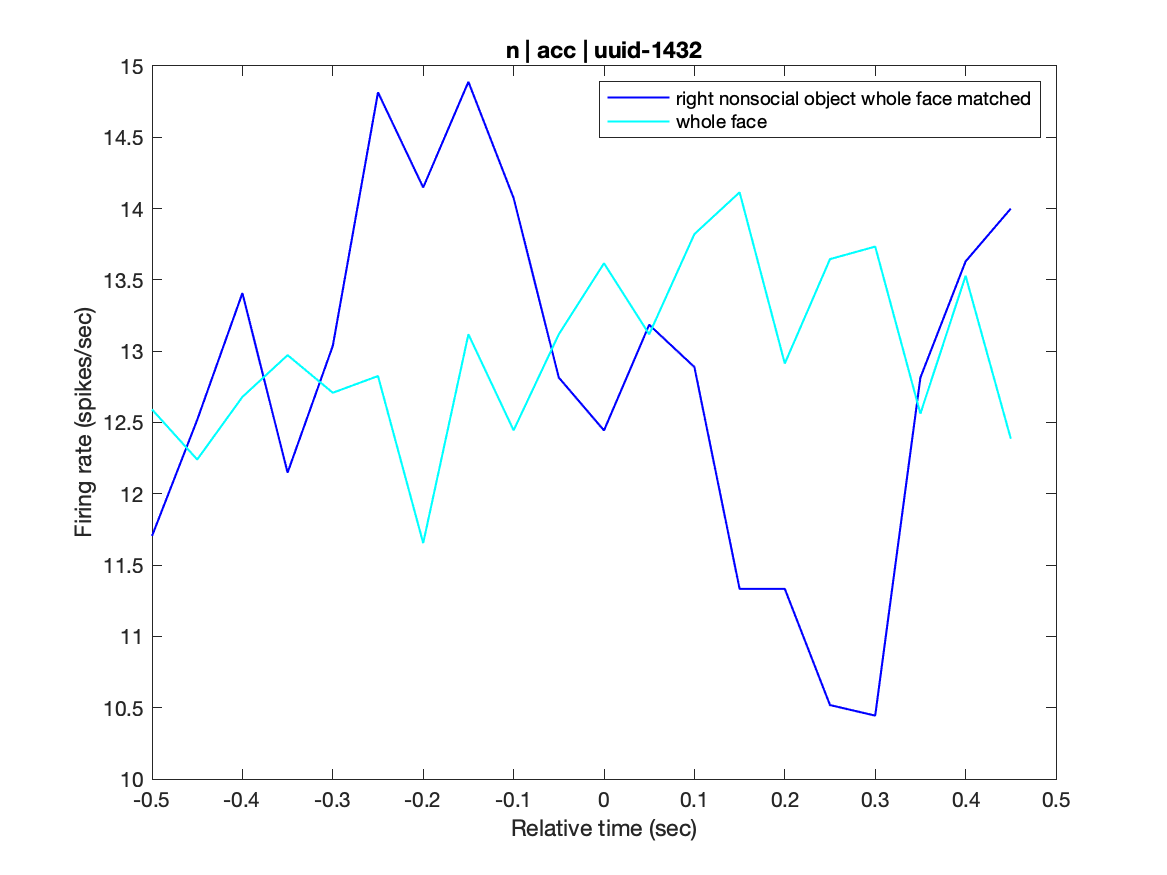 n | acc | uuid-1432
right nonsocial object whole face matched
whole face
Firing rate (spikes/sec)
15
14.5
14
13.5
13
12.5
12
11.5
11
10.5
10
-0.5 -0.4 -0.3 -0.2 -0.1 0 0.1 0.2 0.3 0.4 0.5
Relative time (sec)